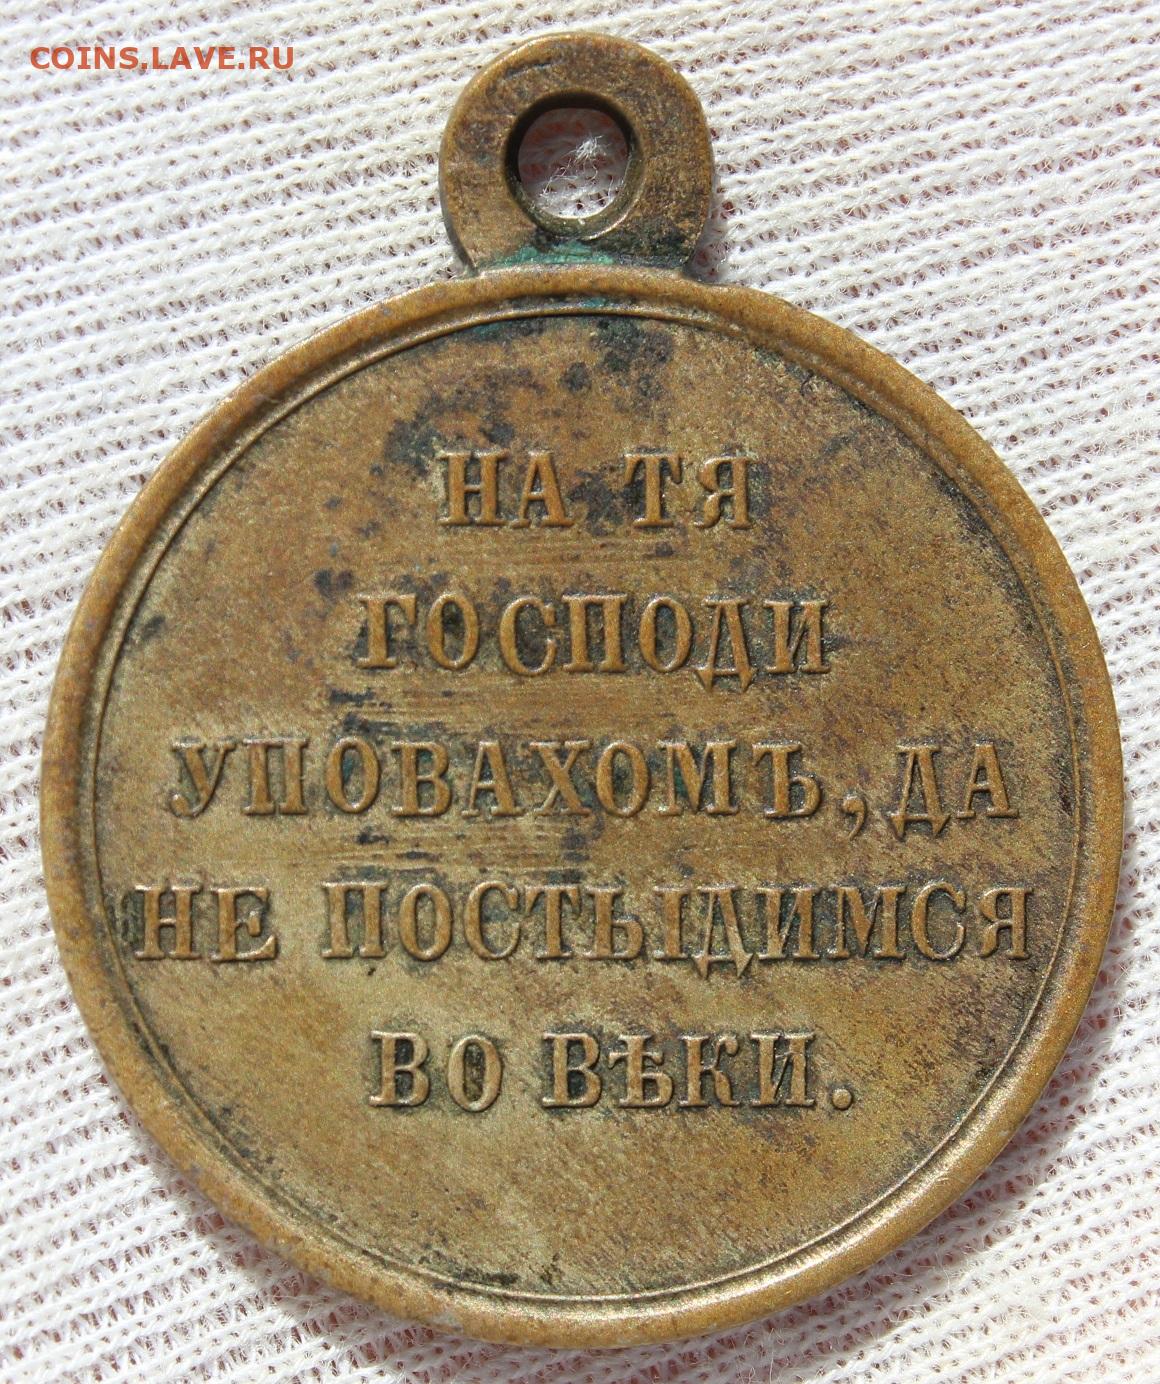 COINS.LAVE.RU
НА ТЯ
ГОСПОДИ
УПОВАХОМЪ, ДА
НЕ ПОСТЫДИМСЯ
ВО ВѢКИ.